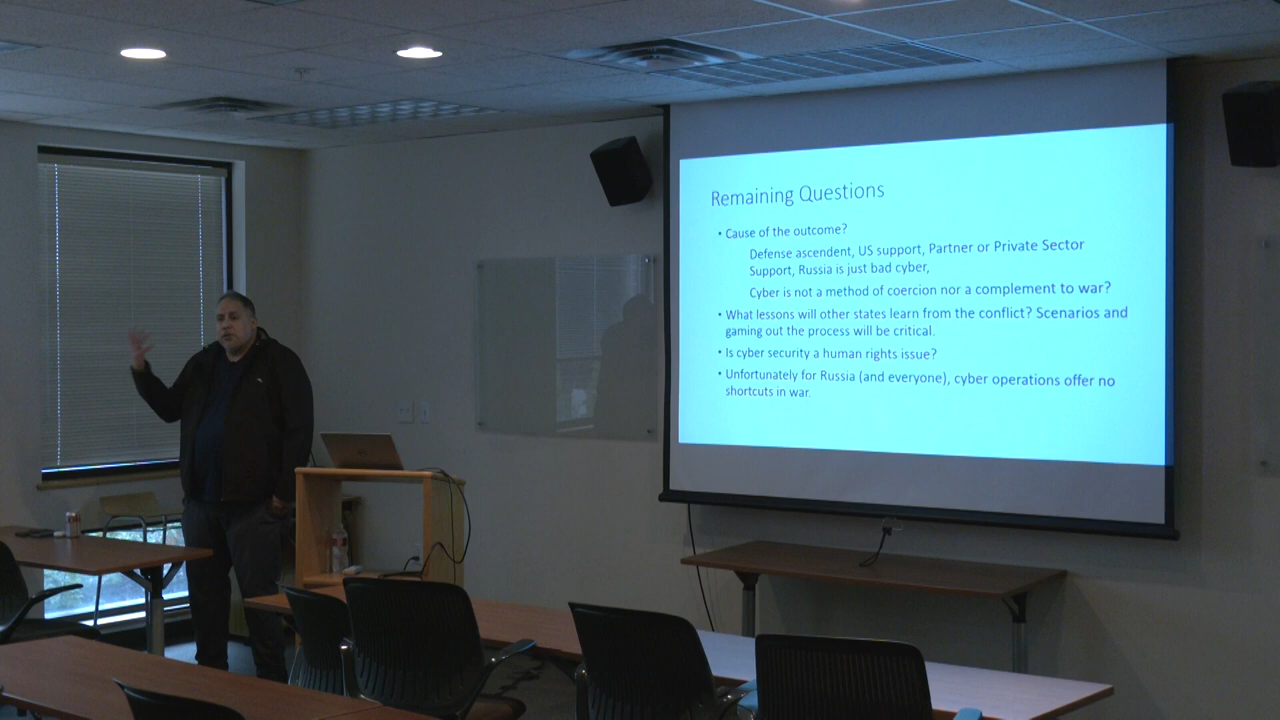 Remaining Questions
• Cause of the outcome?
Defense ascendent, US support, Partner or Private Sector
Support, Russia is just bad cyber,
Cyber is not a method of coercion nor a complement to war?
• What lessons will other states learn from the conflict? Scenarios and
gaming out the process will be critical.
• Is cyber security a human rights issue?
• Unfortunately for Russia (and everyone), cyber operations offer no
shortcuts in war.